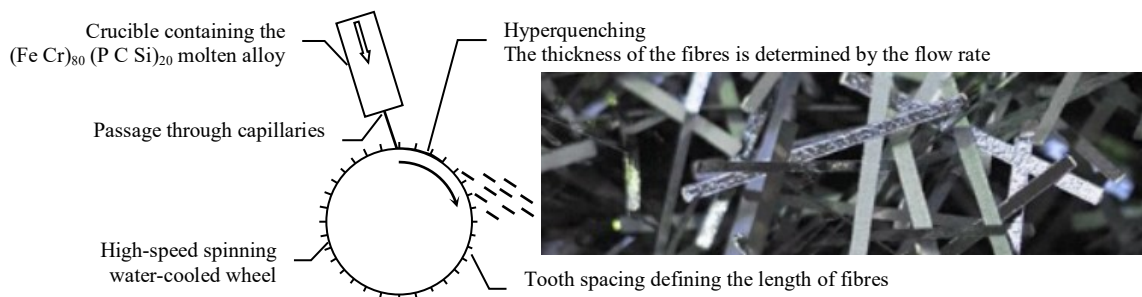 Crucible containing the
(Fe Cr)₈₀ (P C Si)₂₀ molten alloy
Hyperquenching
The thickness of the fibres is determined by the flow rate
Passage through capillaries
High-speed spinning
water-cooled wheel
Tooth spacing defining the length of fibres